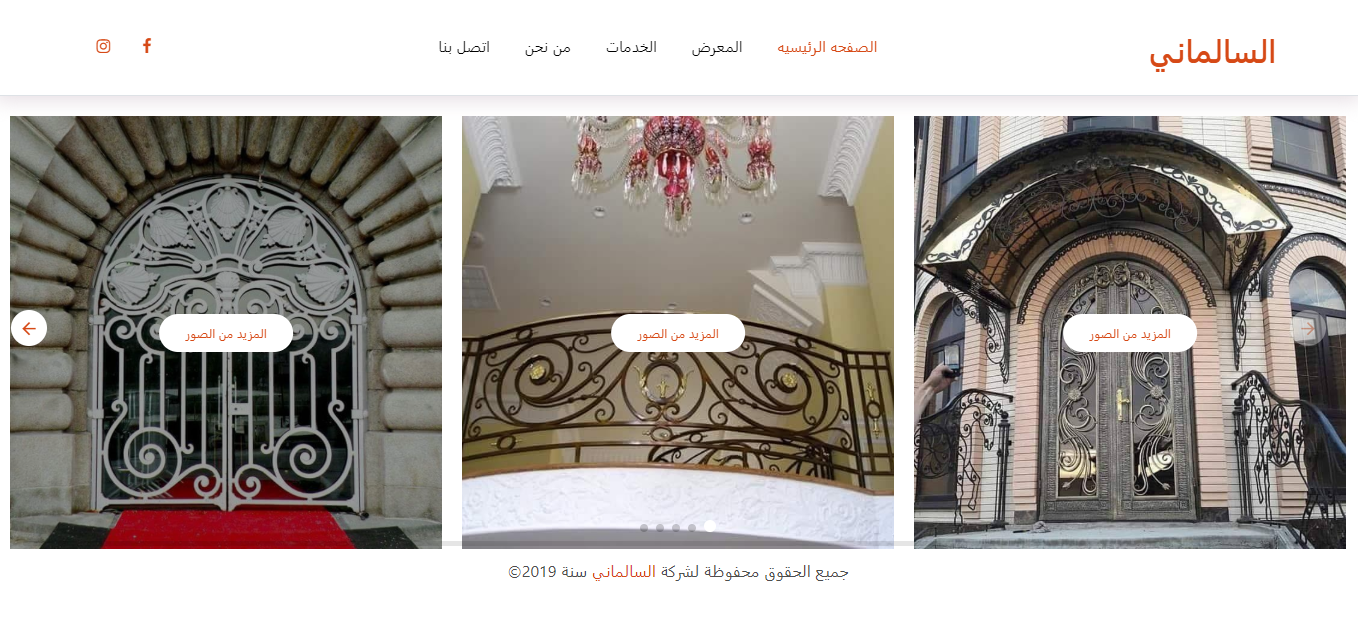 السالماني
الصفحه الرئيسيه
المعرض
الخدمات
من نحن
اتصل بنا
المزيد من الصور
المزيد من الصور
المزيد من الصور
جميع الحقوق محفوظة لشركة السالماني سنة 2019©